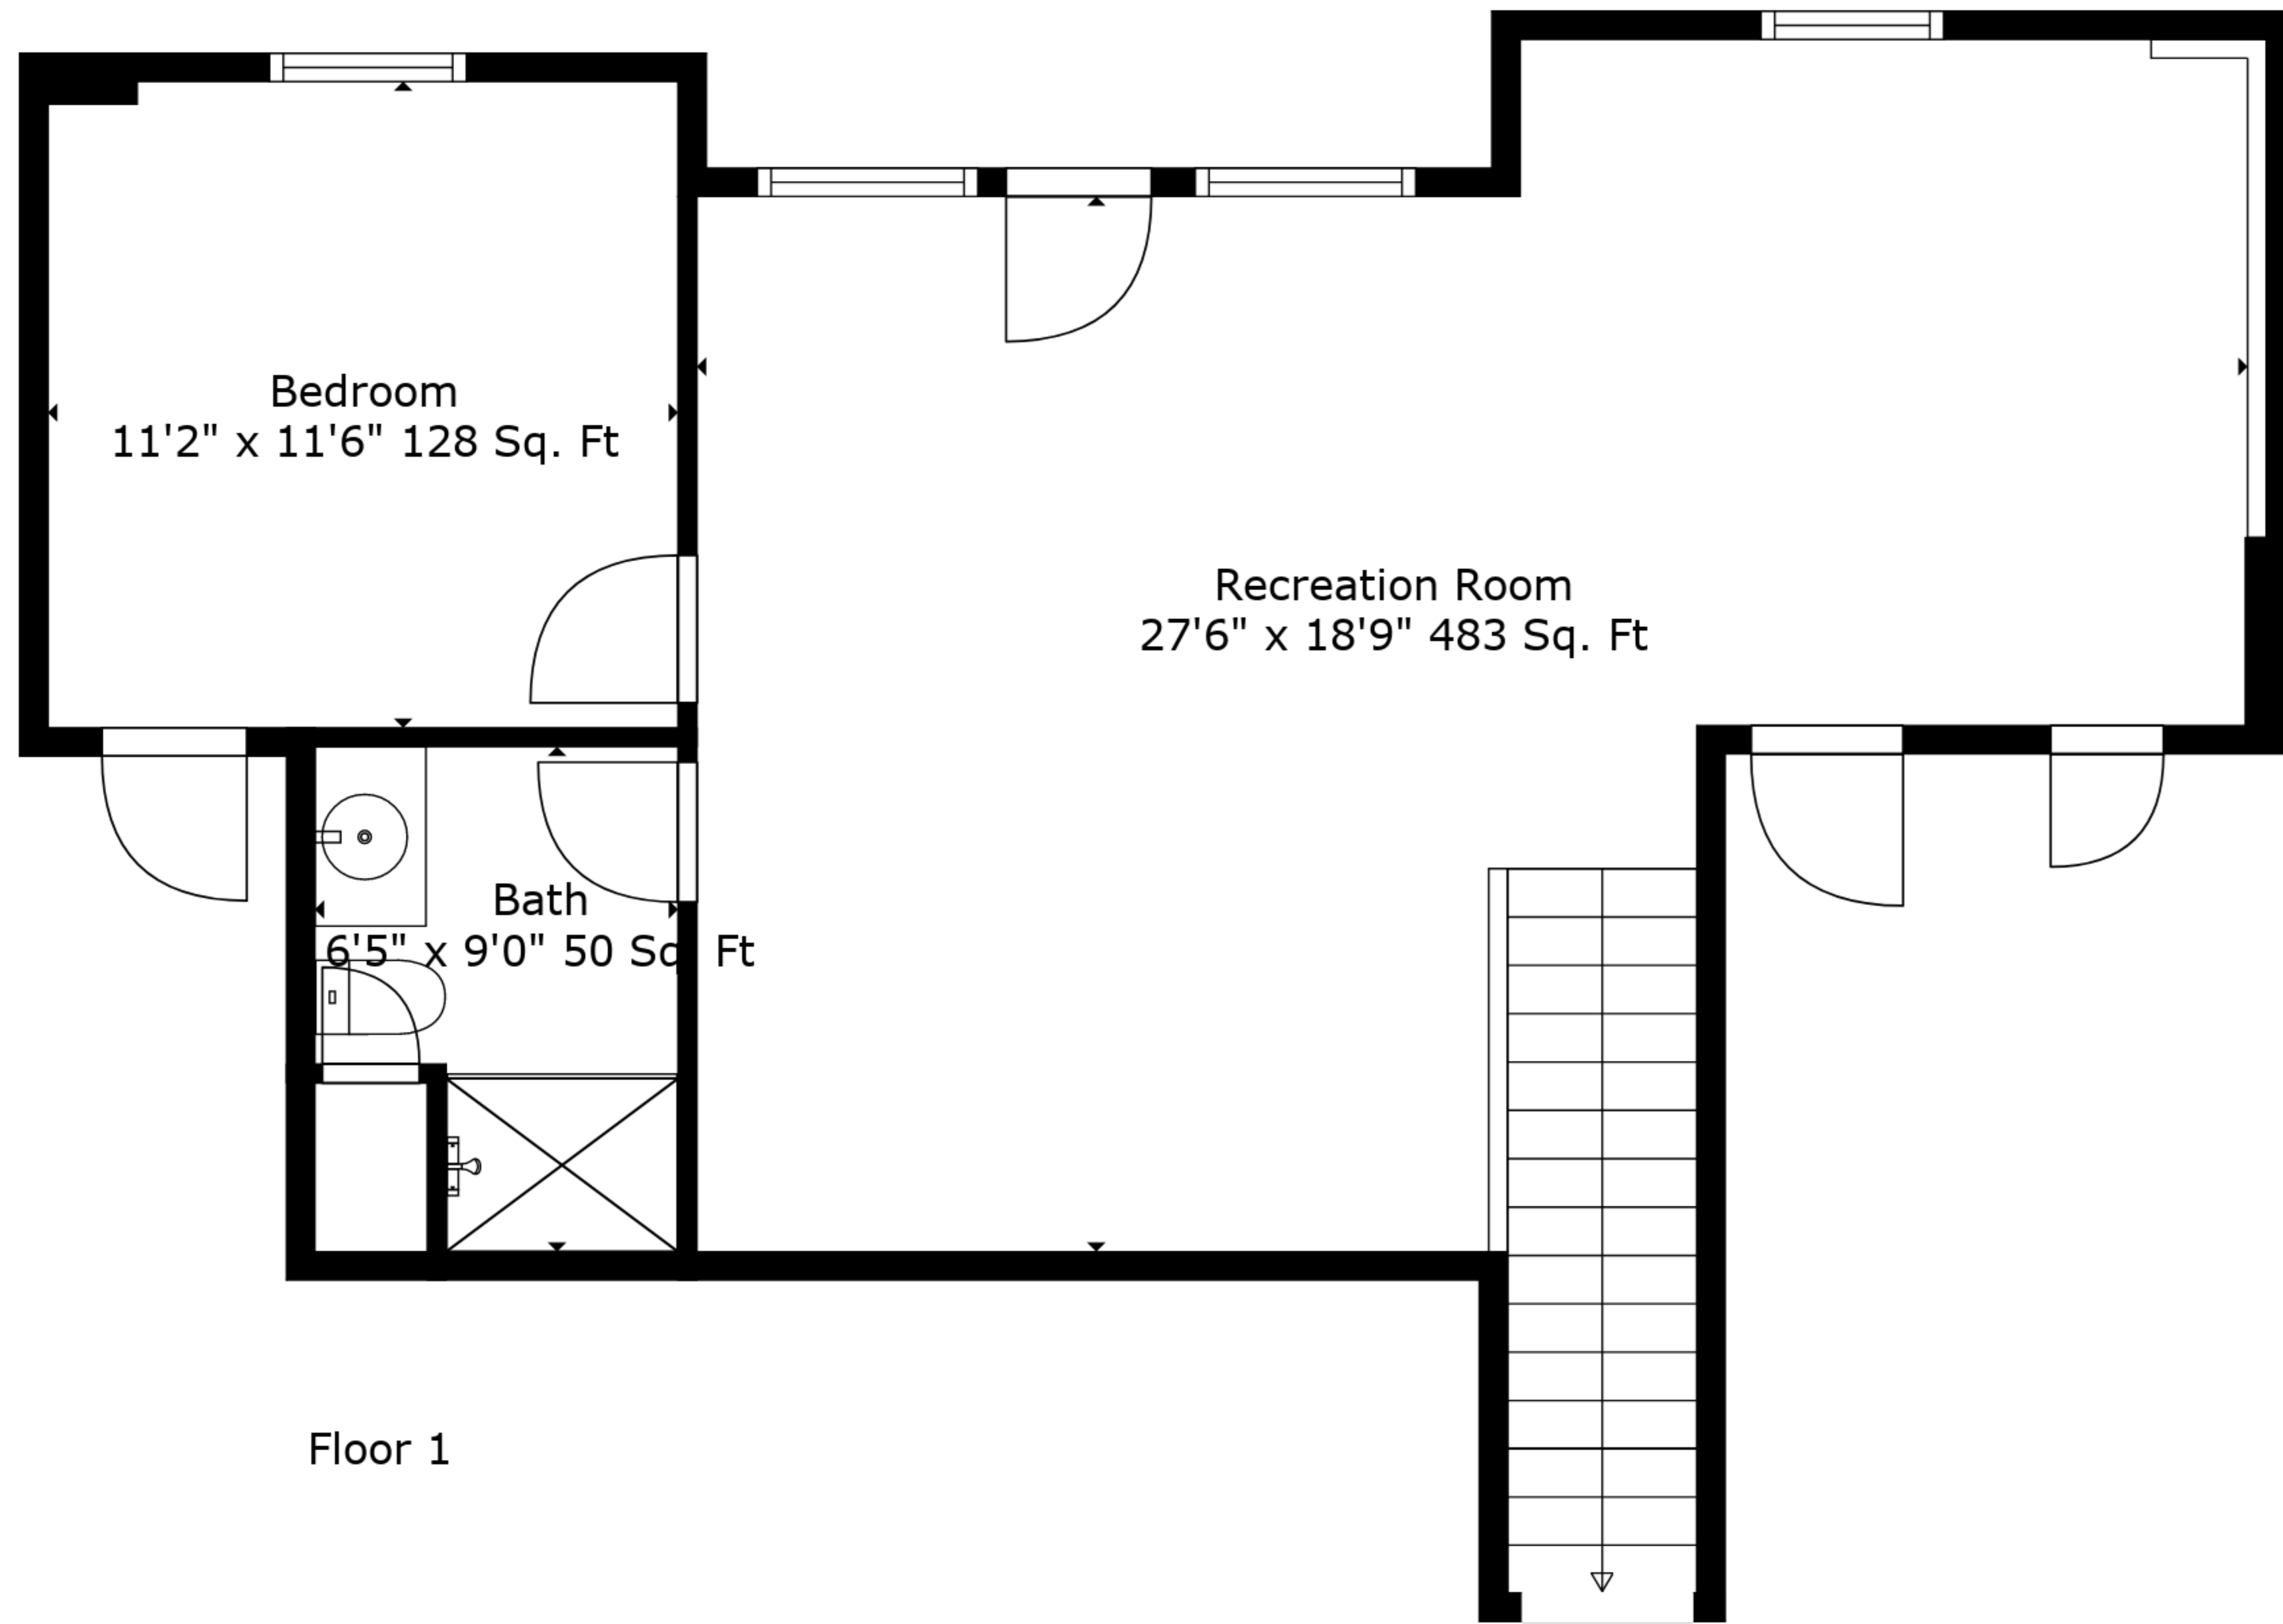 Bedroom
11'2" x 11'6" 128 Sq. Ft
Recreation Room
27'6" x 18'9" 483 Sq. Ft
Bath
6'5" x 9'0" 50 Sq. Ft
Floor 1